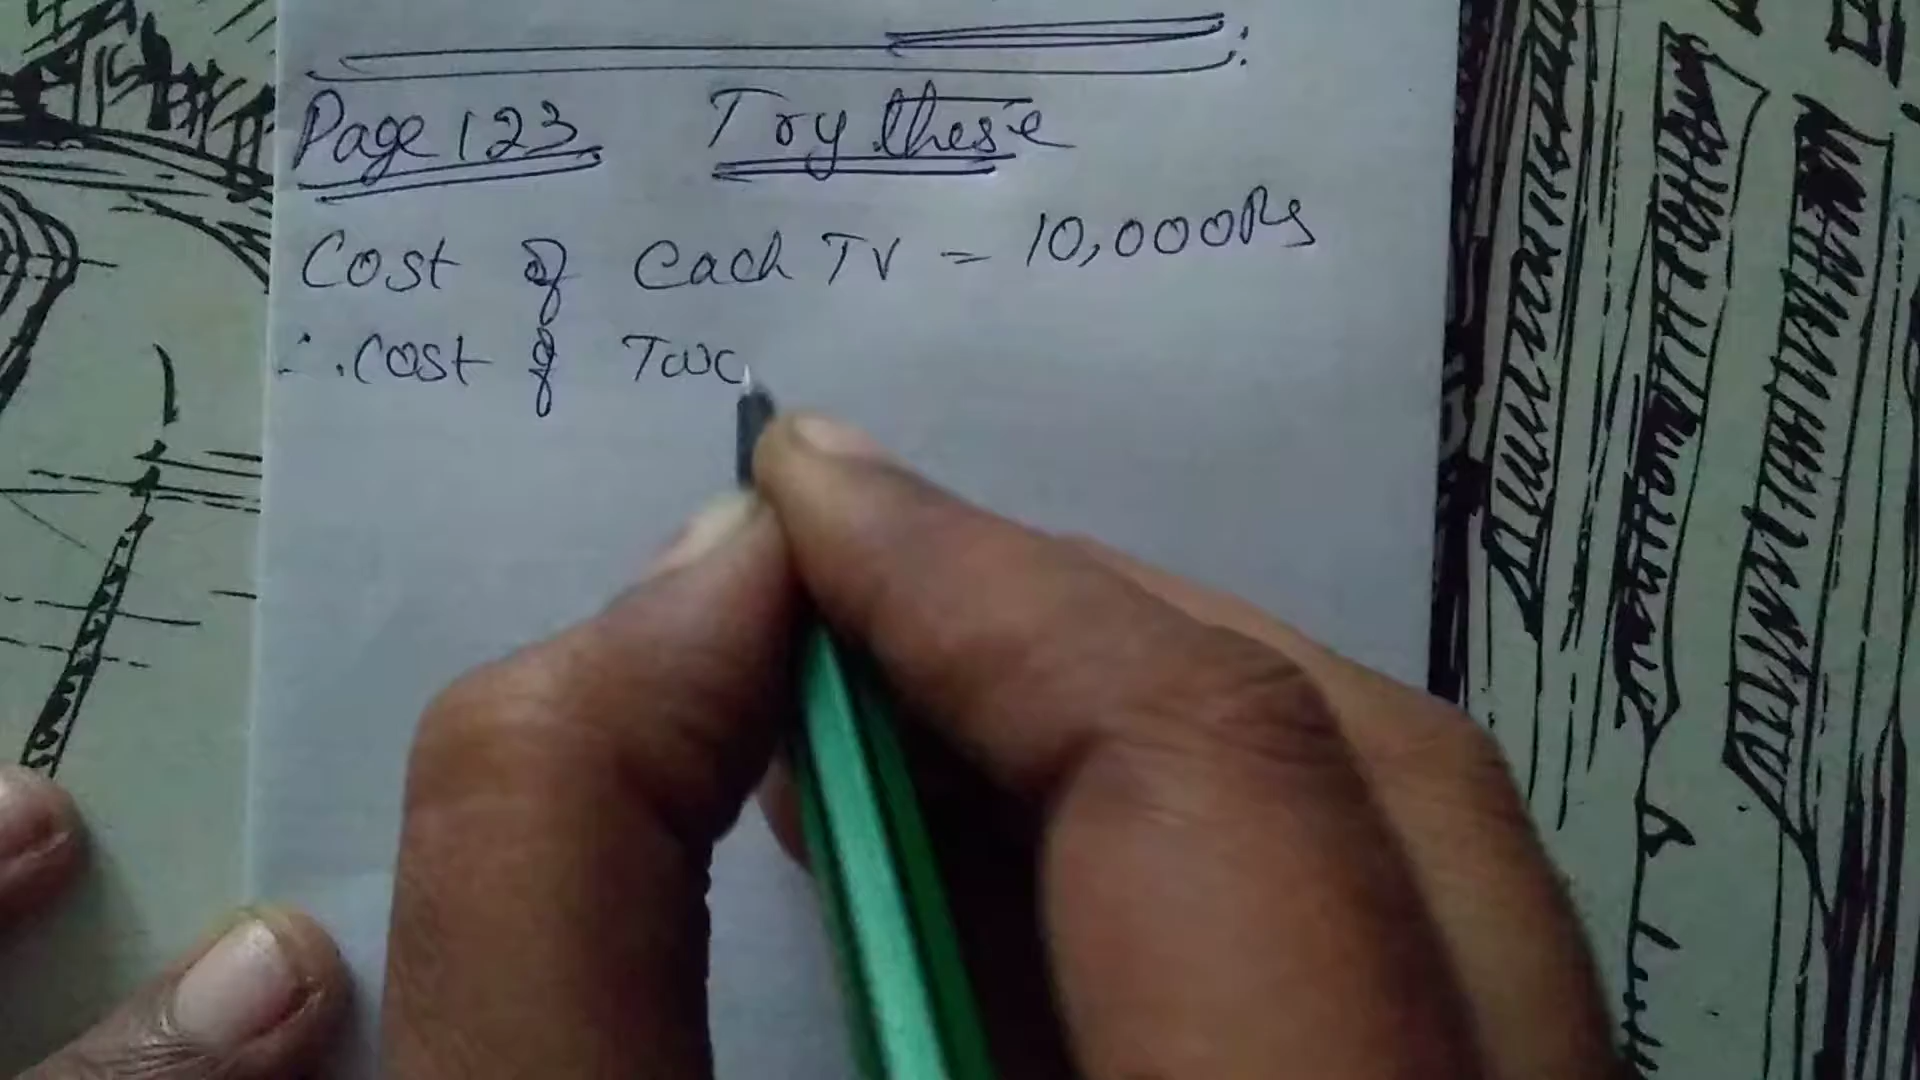 Page 123. Try these
Cost of each TV = 10,000Rs
∴ Cost of Two